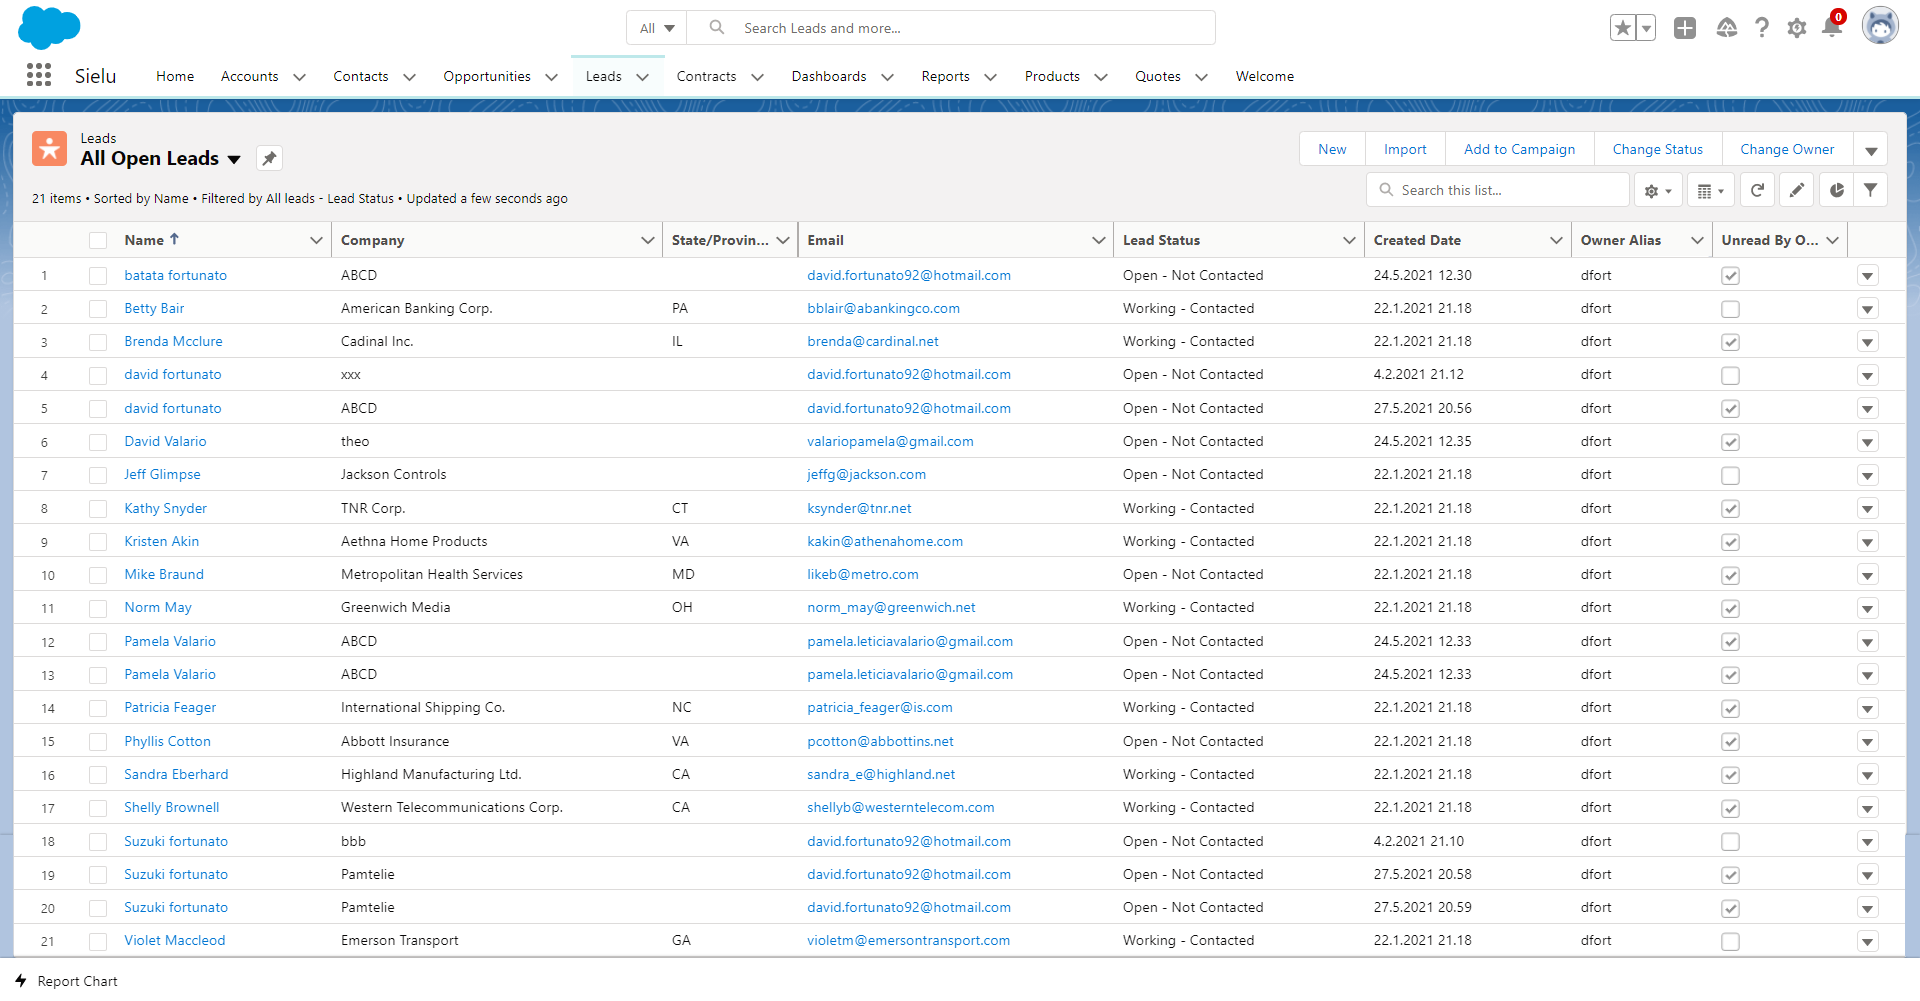 All Search Leads and more... 0
Sielu Home Accounts Contacts Opportunities Leads Contracts Dashboards Reports Products Quotes Welcome
Leads
All Open Leads
New Import Add to Campaign Change Status Change Owner
21 items • Sorted by Name • Filtered by All leads - Lead Status • Updated a few seconds ago
Search this list...
Name Company State/Provin... Email Lead Status Created Date Owner Alias Unread By O...
1 batata fortunato ABCD david.fortunato92@hotmail.com Open - Not Contacted 24.5.2021 12.30 dfort
2 Betty Bair American Banking Corp. PA bblair@abankingco.com Working - Contacted 22.1.2021 21.18 dfort
3 Brenda Mcclure Cadinal Inc. IL brenda@cardinal.net Working - Contacted 22.1.2021 21.18 dfort
4 david fortunato xxx david.fortunato92@hotmail.com Open - Not Contacted 4.2.2021 21.12 dfort
5 david fortunato ABCD david.fortunato92@hotmail.com Open - Not Contacted 27.5.2021 20.56 dfort
6 David Valario theo valariopamela@gmail.com Open - Not Contacted 24.5.2021 12.35 dfort
7 Jeff Glimpse Jackson Controls jeffg@jackson.com Open - Not Contacted 22.1.2021 21.18 dfort
8 Kathy Snyder TNR Corp. CT ksynder@tnr.net Working - Contacted 22.1.2021 21.18 dfort
9 Kristen Akin Aethna Home Products VA kakin@athenahome.com Working - Contacted 22.1.2021 21.18 dfort
10 Mike Braund Metropolitan Health Services MD likeb@metro.com Open - Not Contacted 22.1.2021 21.18 dfort
11 Norm May Greenwich Media OH norm_may@greenwich.net Working - Contacted 22.1.2021 21.18 dfort
12 Pamela Valario ABCD pamela.leticiavalario@gmail.com Open - Not Contacted 24.5.2021 12.33 dfort
13 Pamela Valario ABCD pamela.leticiavalario@gmail.com Open - Not Contacted 24.5.2021 12.33 dfort
14 Patricia Feager International Shipping Co. NC patricia_feager@is.com Working - Contacted 22.1.2021 21.18 dfort
15 Phyllis Cotton Abbott Insurance VA pcotton@abbottins.net Open - Not Contacted 22.1.2021 21.18 dfort
16 Sandra Eberhard Highland Manufacturing Ltd. CA sandra_e@highland.net Working - Contacted 22.1.2021 21.18 dfort
17 Shelly Brownell Western Telecommunications Corp. CA shellyb@westerntelecom.com Working - Contacted 22.1.2021 21.18 dfort
18 Suzuki fortunato bbb david.fortunato92@hotmail.com Open - Not Contacted 4.2.2021 21.10 dfort
19 Suzuki fortunato Pamtelie david.fortunato92@hotmail.com Open - Not Contacted 27.5.2021 20.58 dfort
20 Suzuki fortunato Pamtelie david.fortunato92@hotmail.com Open - Not Contacted 27.5.2021 20.59 dfort
21 Violet Maccleod Emerson Transport GA violetm@emersontransport.com Working - Contacted 22.1.2021 21.18 dfort
Report Chart